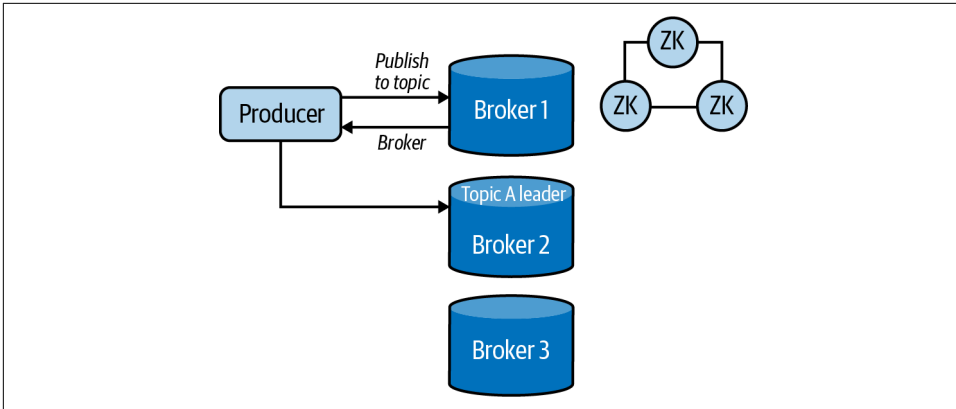 Publish
to topic
Producer
Broker
Broker 1
ZK
ZK
ZK
Topic A leader
Broker 2
Broker 3